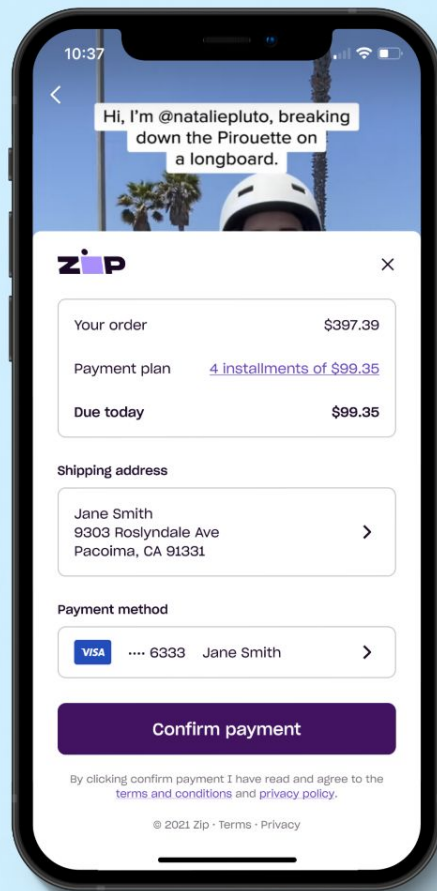 10:37
Hi, I'm @nataliepluto, breaking
down the Pirouette on
a longboard.
zip
Your order $397.39
Payment plan 4 installments of $99.35
Due today $99.35
Shipping address
Jane Smith
9303 Roslyndale Ave
Pacoima, CA 91331
Payment method
VISA •••• 6333 Jane Smith
Confirm payment
By clicking confirm payment I have read and agree to the
terms and conditions and privacy policy.
© 2021 Zip · Terms · Privacy